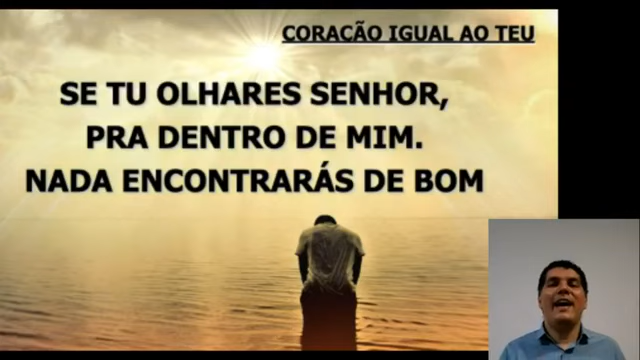 CORAÇÃO IGUAL AO TEU
SE TU OLHARES SENHOR,
PRA DENTRO DE MIM.
NADA ENCONTRARÁS DE BOM